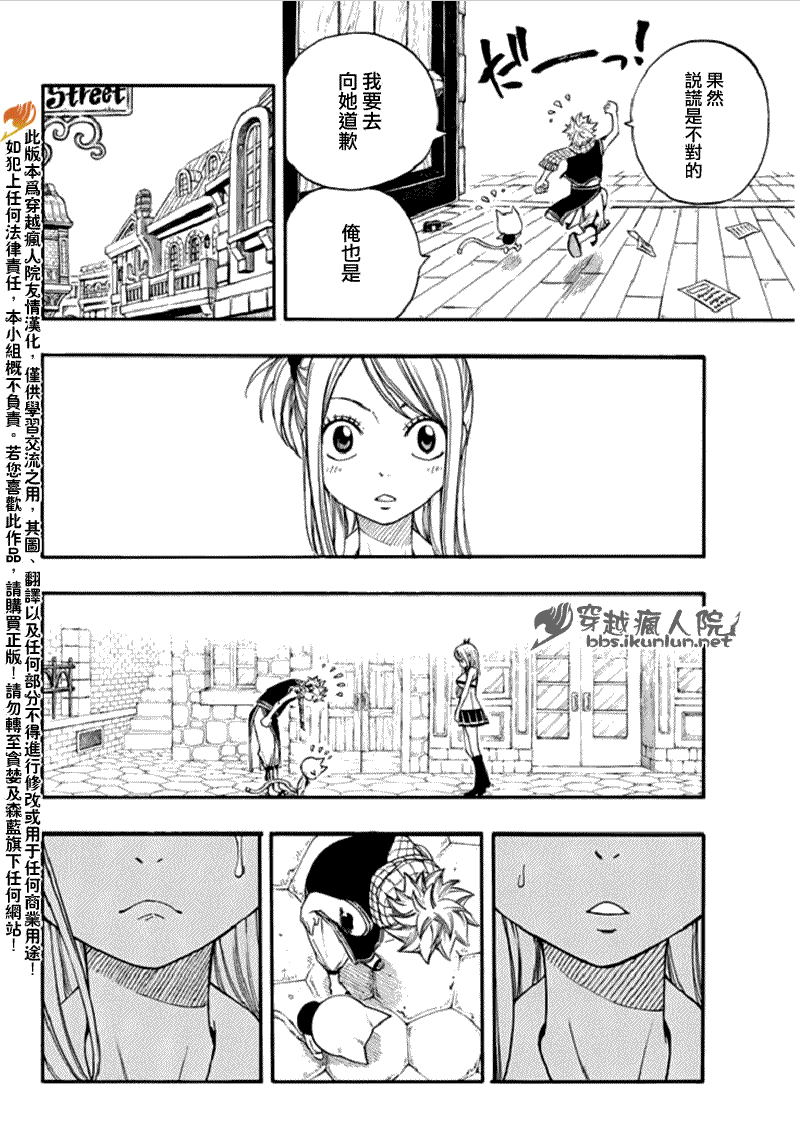 果然
説謊是不對的
だーっ！
我要去
向她道歉
俺也是
Street
此版本爲穿越瘋人院友情漢化，僅供學習交流之用，其圖、翻譯以及任何部分不得進行修改或用于任何商業用途！
如犯上任何法律責任，本小組概不負責。若您喜歡此作品，請購買正版！請勿轉至貪婪及森藍旗下任何網站！
穿越瘋人院
bbs.ikunlun.net